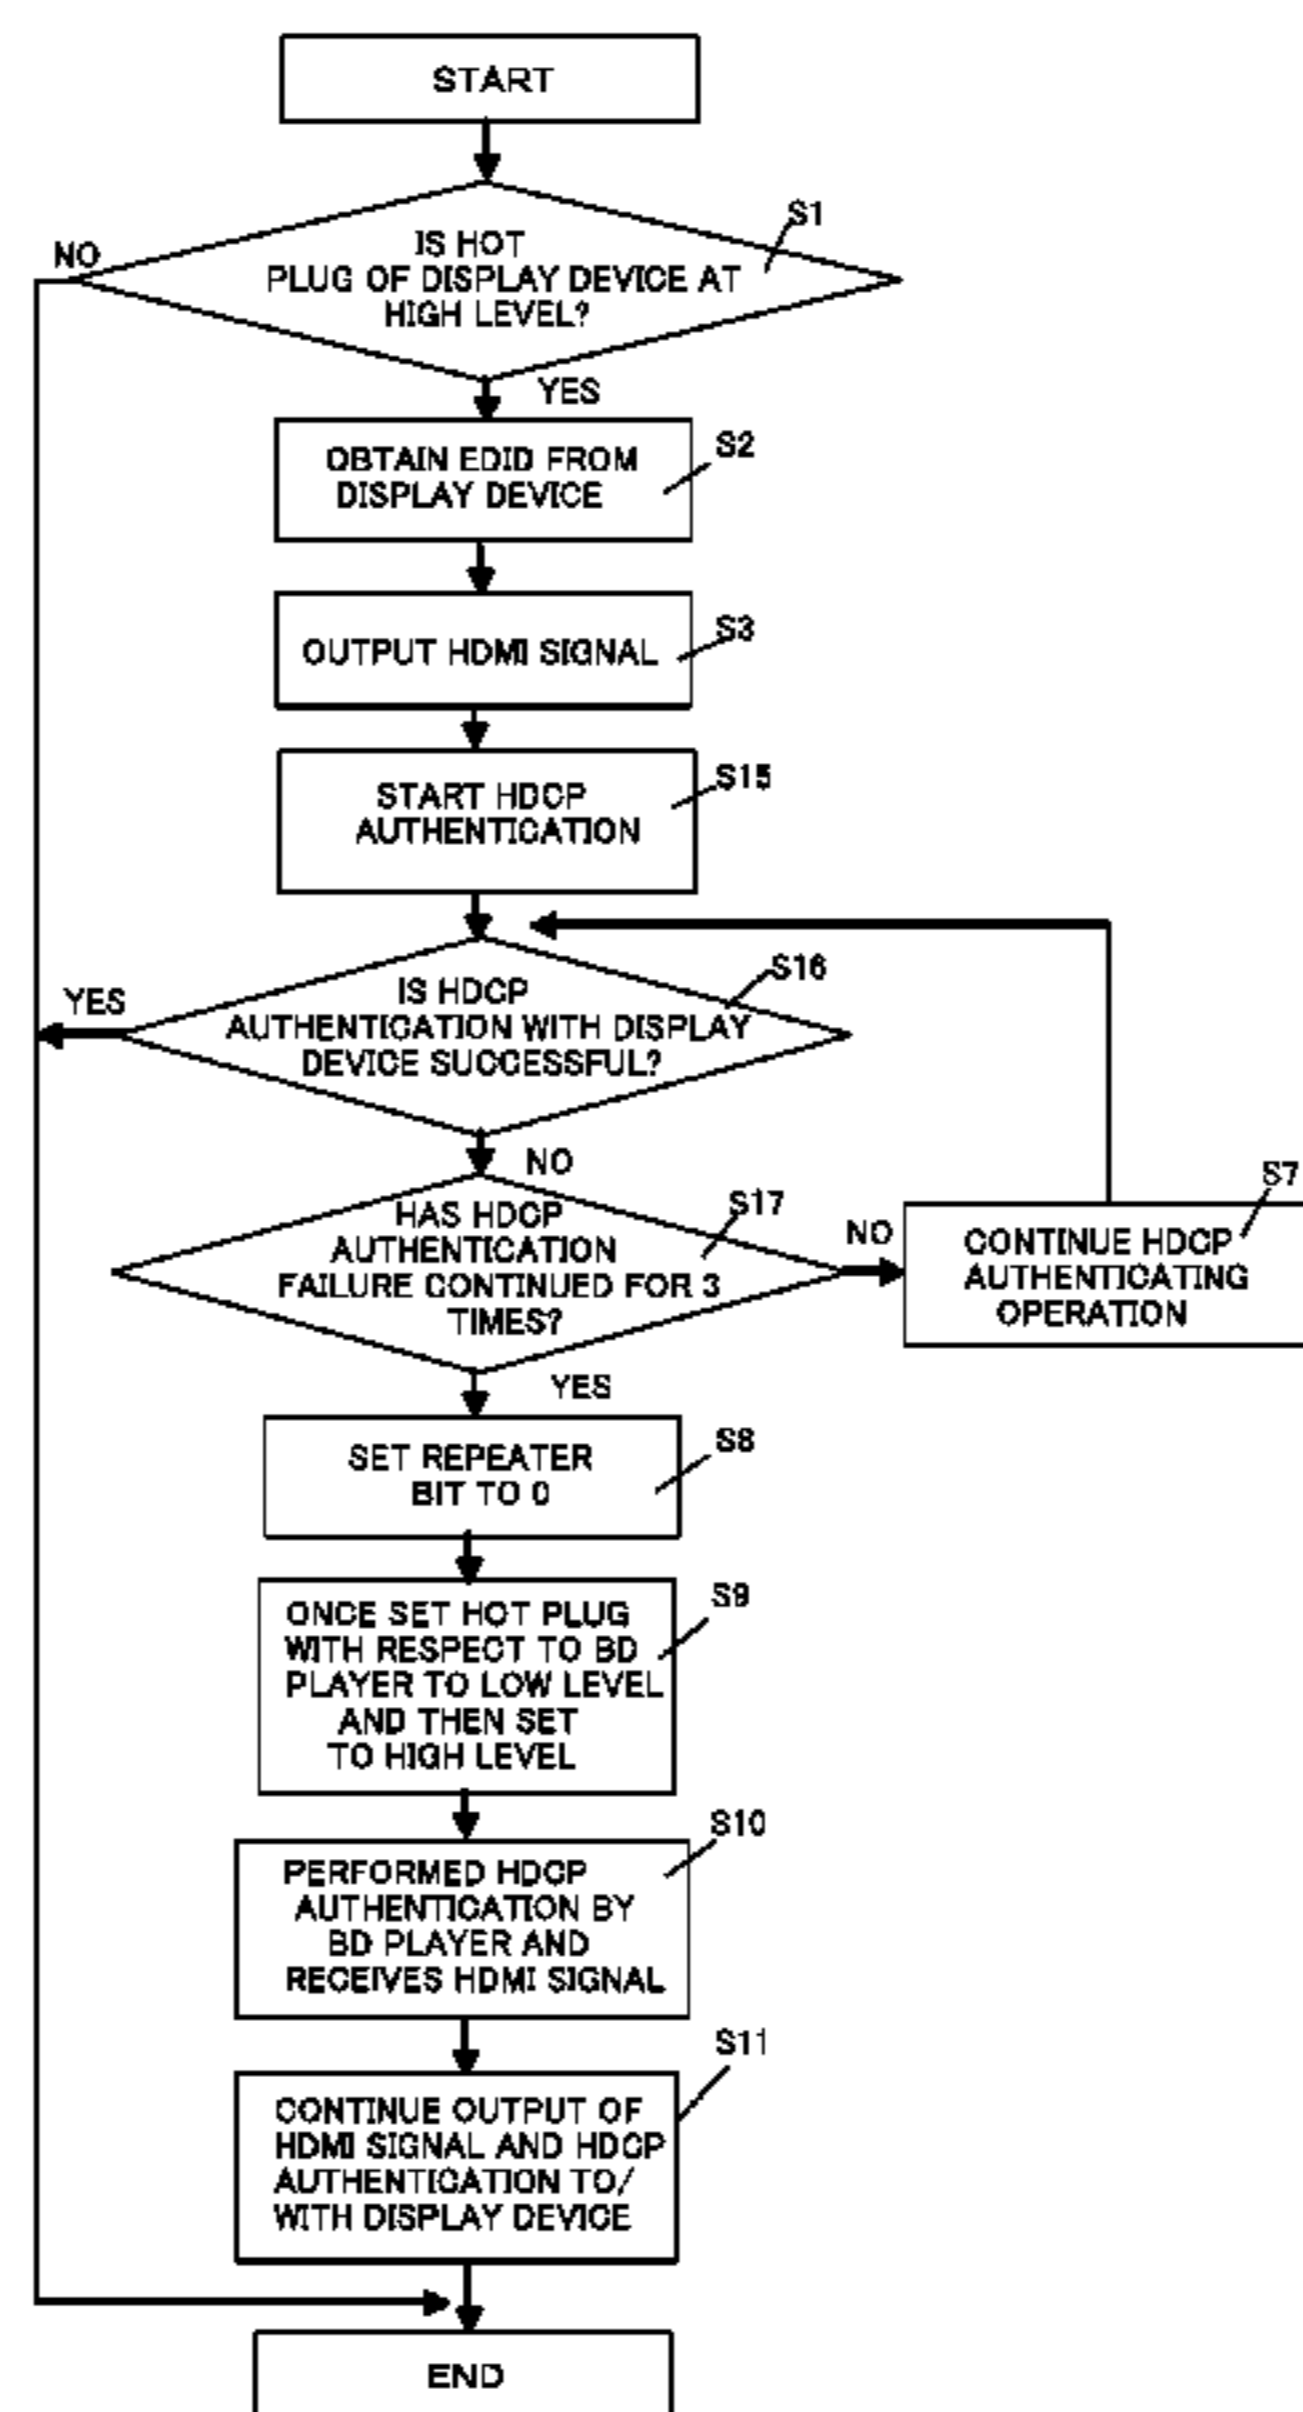 START
S1
NO
IS HOT
PLUG OF DISPLAY DEVICE AT
HIGH LEVEL?
YES
S2
OBTAIN EDID FROM
DISPLAY DEVICE
S3
OUTPUT HDMI SIGNAL
S15
START HDCP
AUTHENTICATION
S16
YES
IS HDCP
AUTHENTICATION WITH DISPLAY
DEVICE SUCCESSFUL?
NO
S17
HAS HDCP
AUTHENTICATION
FAILURE CONTINUED FOR 3
TIMES?
NO
S7
CONTINUE HDCP
AUTHENTICATING
OPERATION
YES
S8
SET REPEATER
BIT TO 0
S9
ONCE SET HOT PLUG
WITH RESPECT TO BD
PLAYER TO LOW LEVEL
AND THEN SET
TO HIGH LEVEL
S10
PERFORMED HDCP
AUTHENTICATION BY
BD PLAYER AND
RECEIVES HDMI SIGNAL
S11
CONTINUE OUTPUT OF
HDMI SIGNAL AND HDCP
AUTHENTICATION TO/
WITH DISPLAY DEVICE
END